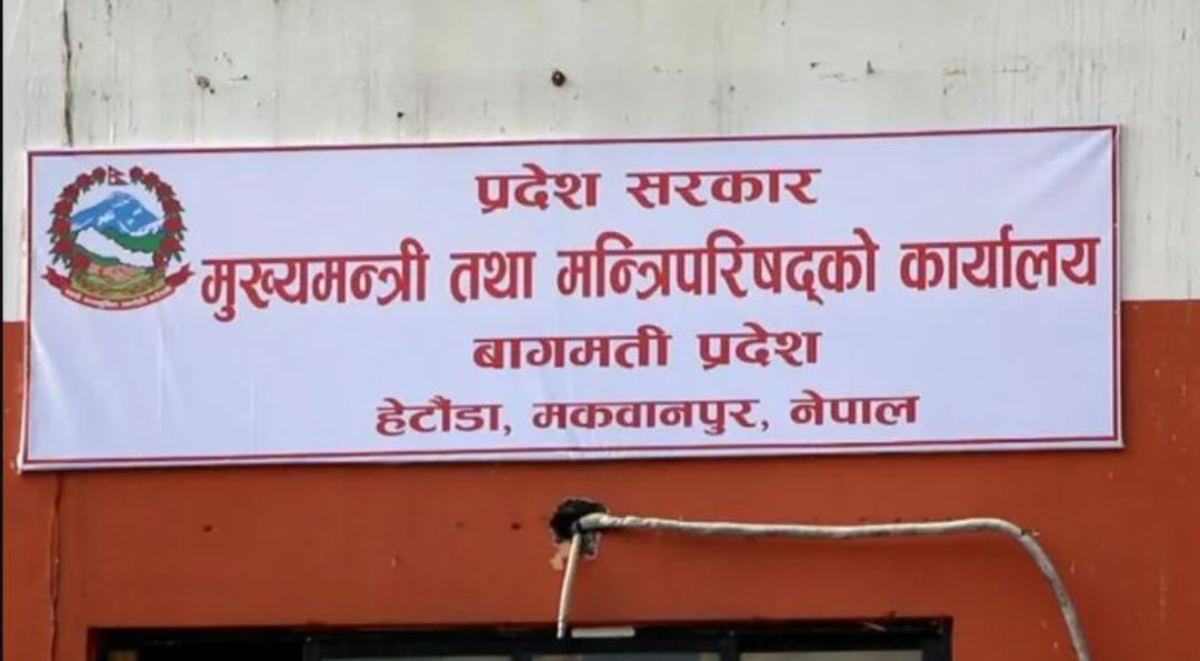 प्रदेश सरकार
मुख्यमन्त्री तथा मन्त्रिपरिषद्को कार्यालय
बागमती प्रदेश
हेटौंडा, मकवानपुर, नेपाल